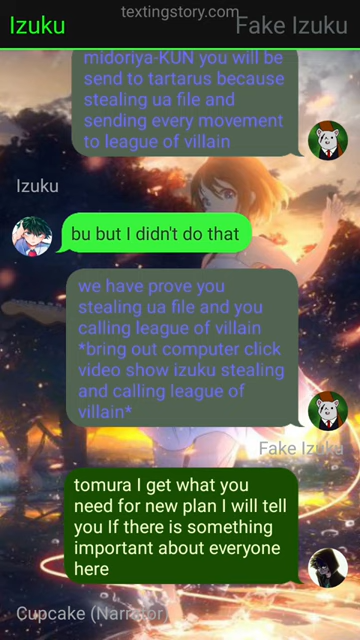 textingstory.com
Izuku
Fake Izuku
midoriya-KUN you will be
send to tartarus because
stealing ua file and
sending every movement
to league of villain
Izuku
bu but I didn't do that
we have prove you
stealing ua file and you
calling league of villain
*bring out computer click
video show izuku stealing
and calling league of
villain*
Fake Izuku
tomura I get what you
need for new plan I will tell
you If there is something
important about everyone
here
Cupcake (Narrator)